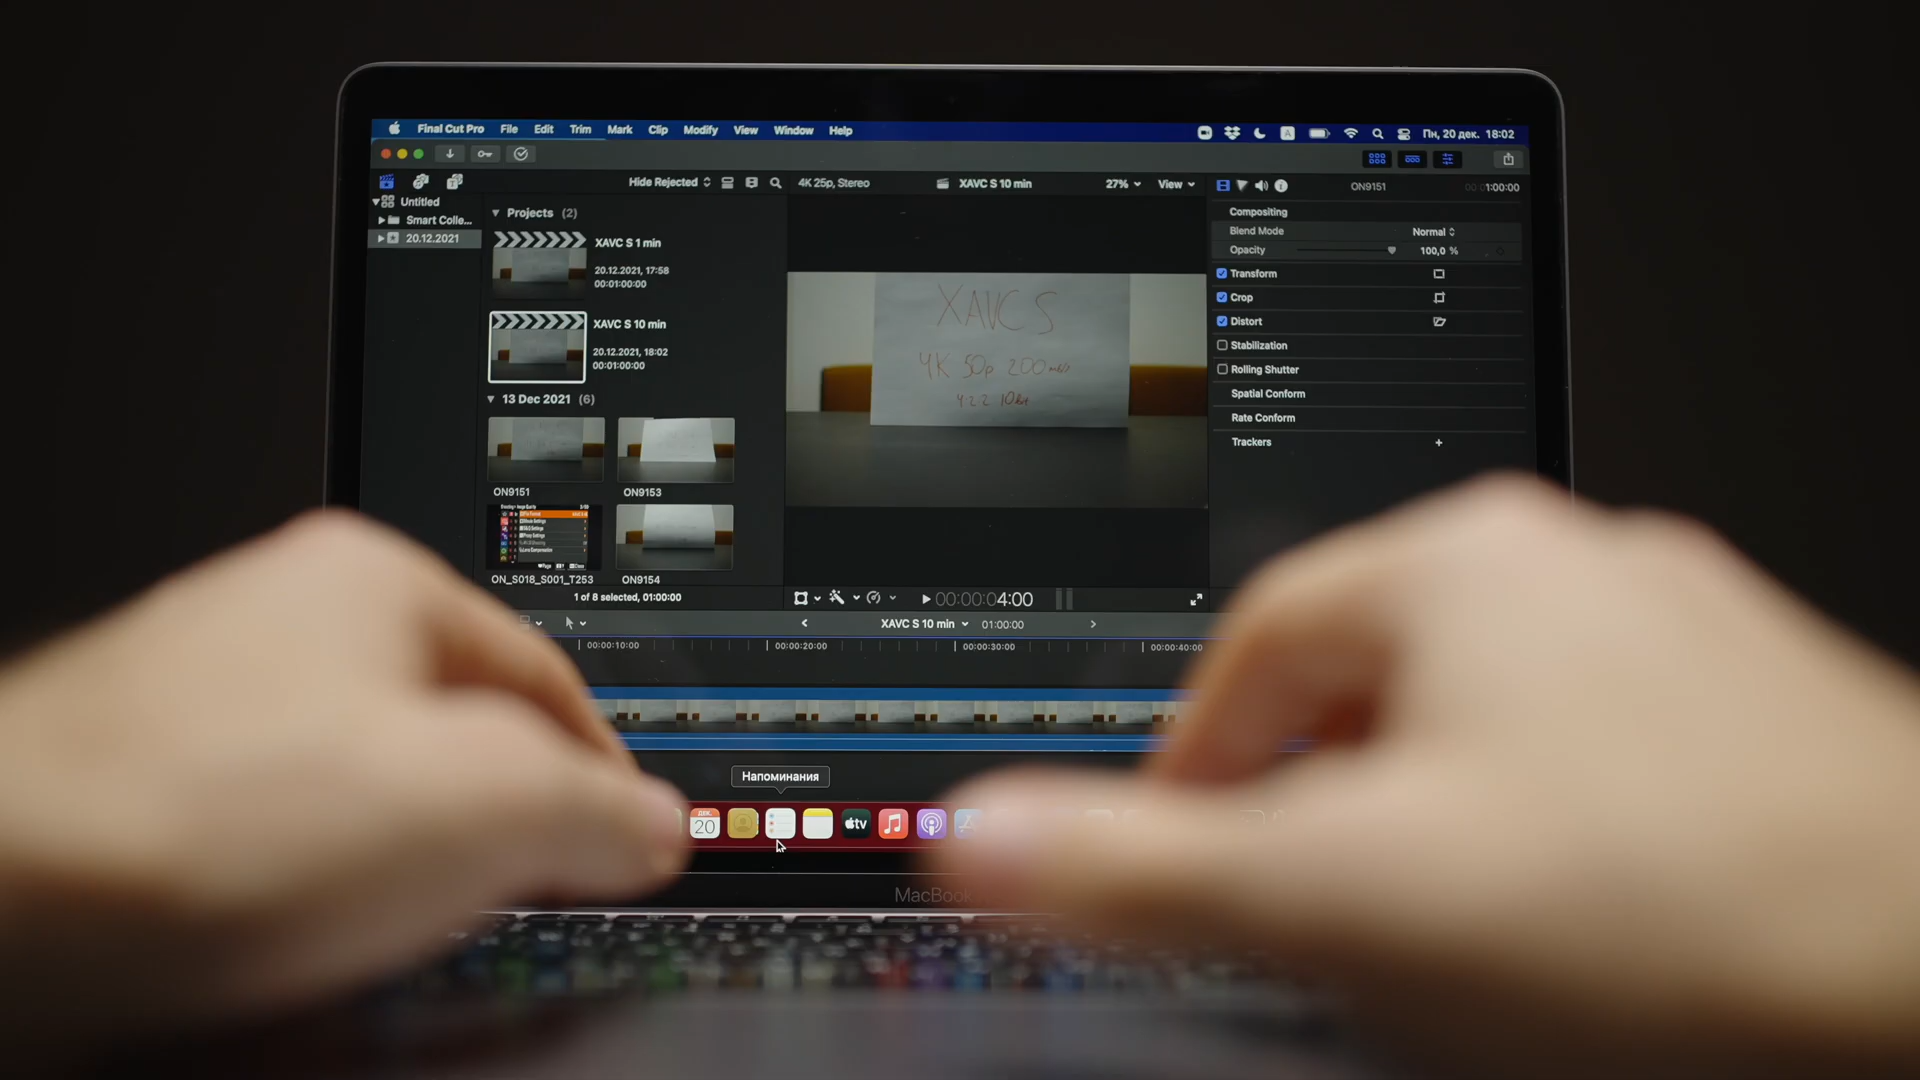 Final Cut Pro File Edit Trim Mark Clip Modify View Window Help
A Пн, 20 дек. 18:02
Hide Rejected
4K 25p, Stereo
XAVC S 10 min
27% View
ON9151
1:00:00
Untitled
Smart Colle...
20.12.2021
Projects (2)
XAVC S 1 min
20.12.2021, 17:58
00:01:00:00
XAVC S 10 min
20.12.2021, 18:02
00:01:00:00
13 Dec 2021 (6)
ON9151
ON9153
ON_S018_S001_T253
ON9154
1 of 8 selected, 01:00:00
XAVC S
4K 50p 200
4 2 2 10
00:00:04:00
Compositing
Blend Mode Normal
Opacity 100,0 %
Transform
Crop
Distort
Stabilization
Rolling Shutter
Spatial Conform
Rate Conform
Trackers
XAVC S 10 min 01:00:00
00:00:10:00 00:00:20:00 00:00:30:00 00:00:40:00
Напоминания
ДЕК.
20
tv
MacBook